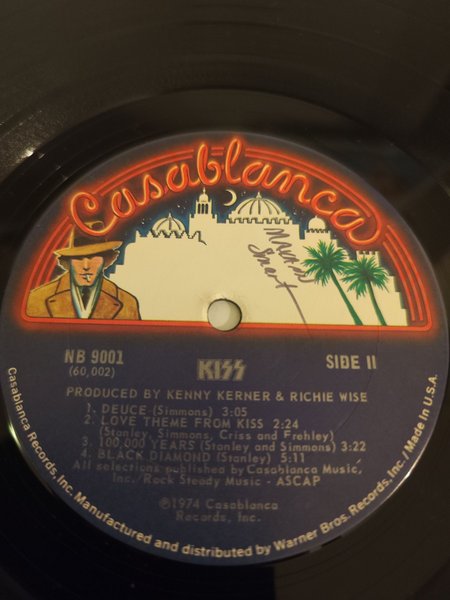 Casablanca
NB 9001
(60,002)
KISS
SIDE II
PRODUCED BY KENNY KERNER & RICHIE WISE
1. DEUCE (Simmons) 3:05
2. LOVE THEME FROM KISS 2:24
(Stanley, Simmons, Criss and Frehley)
3. 100,000 YEARS (Stanley and Simmons) 3:22
4. BLACK DIAMOND (Stanley) 5:11
All selections published by Casablanca Music,
Inc./Rock Steady Music - ASCAP
℗1974 Casablanca
Records, Inc.
Casablanca Records, Inc. Manufactured and distributed by Warner Bros. Records, Inc./Made in U.S.A.